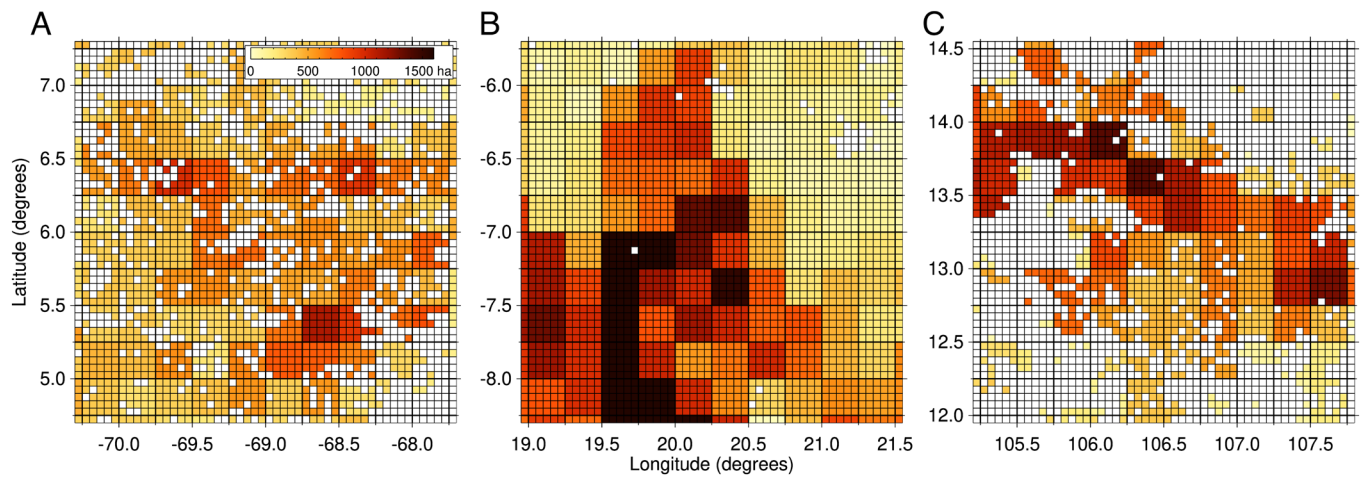 A
B
C
0 500 1000 1500 ha
Latitude (degrees)
7.0
6.5
6.0
5.5
5.0
-70.0 -69.5 -69.0 -68.5 -68.0
-6.0
-6.5
-7.0
-7.5
-8.0
19.0 19.5 20.0 20.5 21.0 21.5
Longitude (degrees)
14.5
14.0
13.5
13.0
12.5
12.0
105.5 106.0 106.5 107.0 107.5